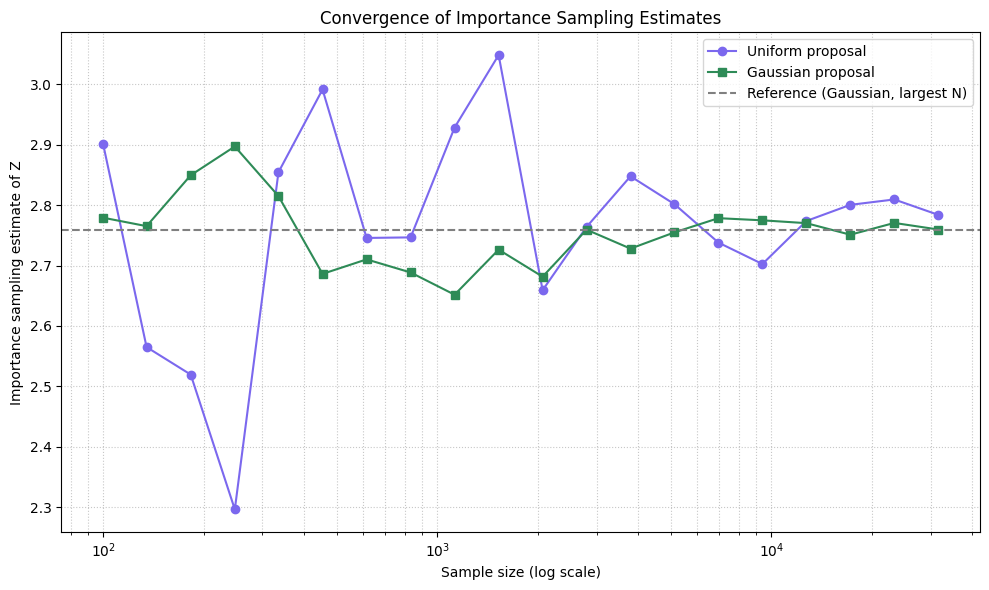 Convergence of Importance Sampling Estimates
Uniform proposal
Gaussian proposal
Reference (Gaussian, largest N)
Importance sampling estimate of Z
3.0
2.9
2.8
2.7
2.6
2.5
2.4
2.3
10²
10³
10⁴
Sample size (log scale)